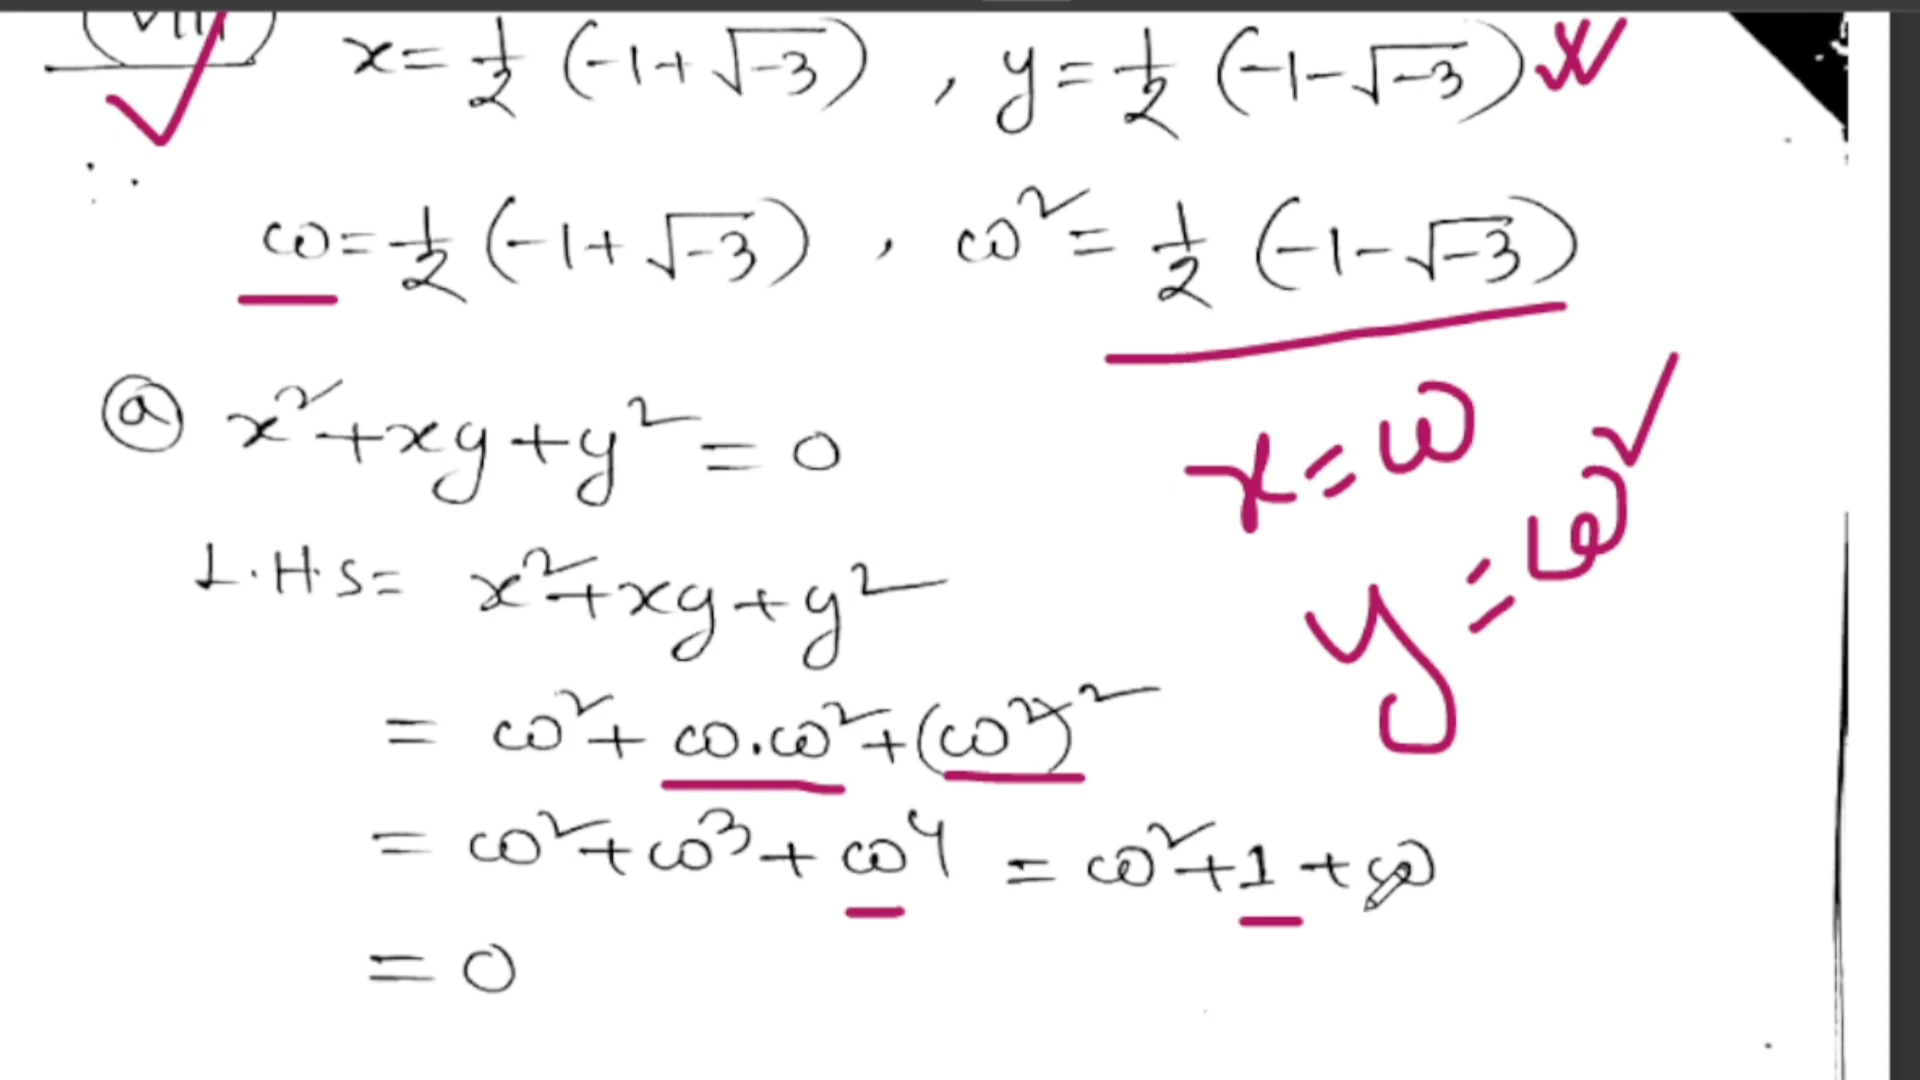 (viii) x = 1/2 (-1+√-3) , y = 1/2 (-1-√-3)
∴ ω = 1/2 (-1+√-3) , ω² = 1/2 (-1-√-3)
ⓐ x²+xy+y² = 0
x = ω
y = ω²
L.H.S = x²+xy+y²
= ω²+ ω.ω²+(ω²)²
= ω²+ω³+ω⁴ = ω²+1+ω
= 0